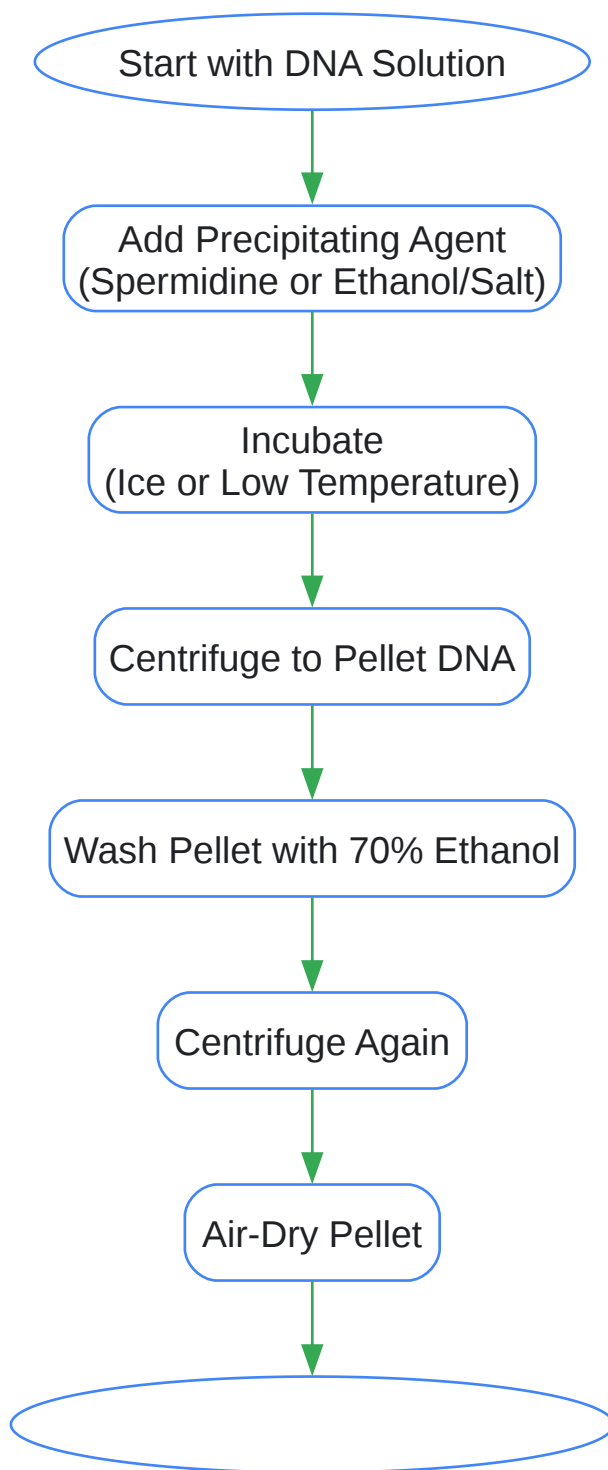 Start with DNA Solution
Add Precipitating Agent
(Spermidine or Ethanol/Salt)
Incubate
(Ice or Low Temperature)
Centrifuge to Pellet DNA
Wash Pellet with 70% Ethanol
Centrifuge Again
Air-Dry Pellet